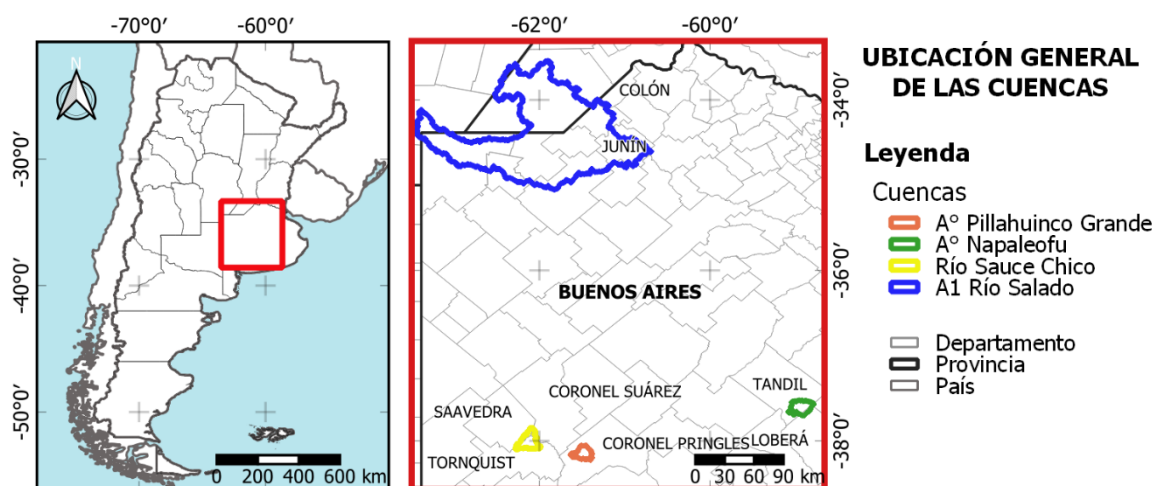 -70°0′ -60°0′
N
-30°0′
-40°0′
-50°0′
0 200 400 600 km
-62°0′ -60°0′
-34°0′
-36°0′
-38°0′
COLÓN
JUNÍN
BUENOS AIRES
CORONEL SUÁREZ
TANDIL
SAAVEDRA
CORONEL PRINGLES
LOBERÁ
TORNQUIST
0 30 60 90 km
UBICACIÓN GENERAL
DE LAS CUENCAS
Leyenda
Cuencas
A° Pillahuinco Grande
A° Napaleofu
Río Sauce Chico
A1 Río Salado
Departamento
Provincia
País